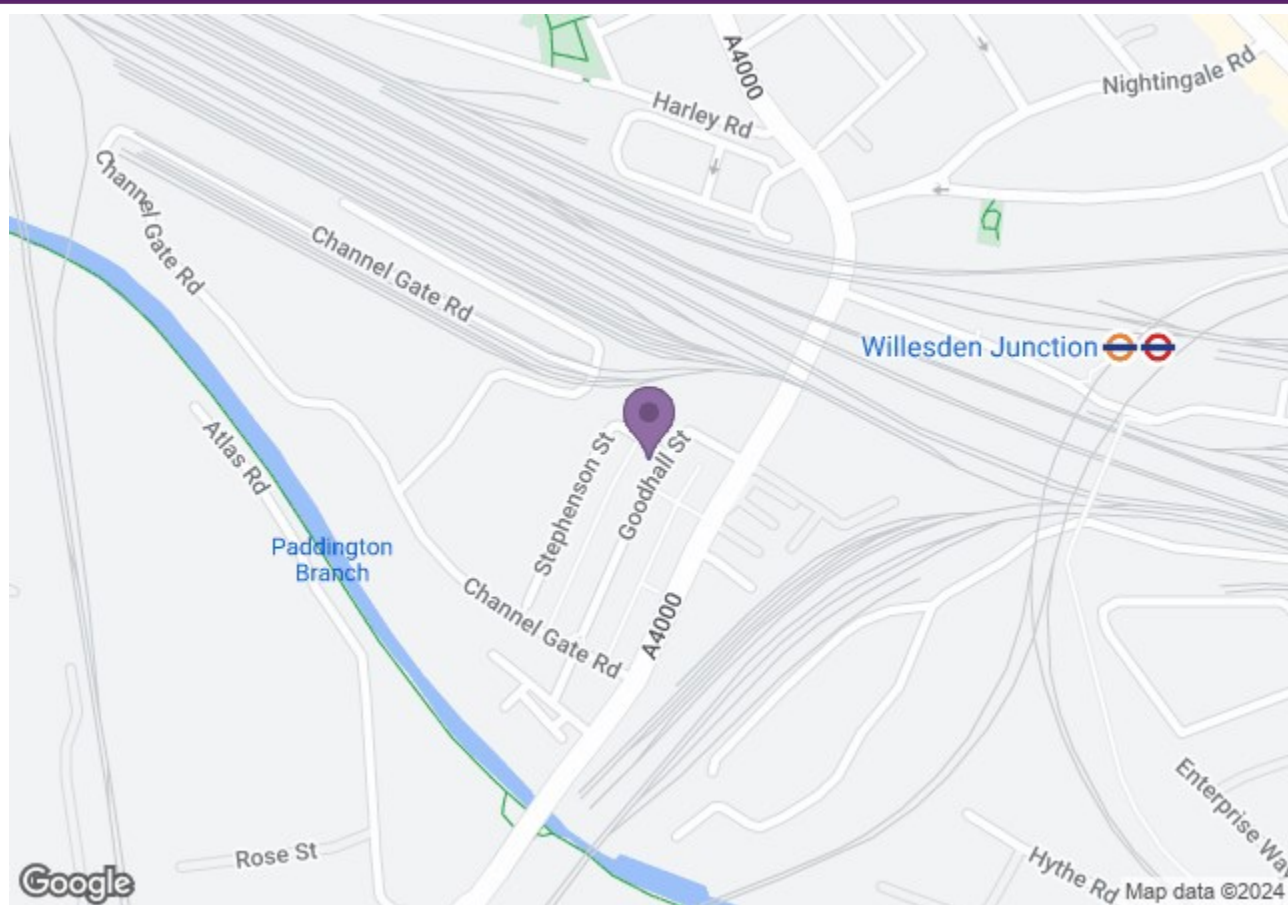 A4000
Nightingale Rd
Harley Rd
Channel Gate Rd
Channel Gate Rd
Willesden Junction
Stephenson St
Goodhall St
Atlas Rd
Paddington
Branch
Channel Gate Rd
A4000
Enterprise Way
Rose St
Hythe Rd
Google
Map data ©2024